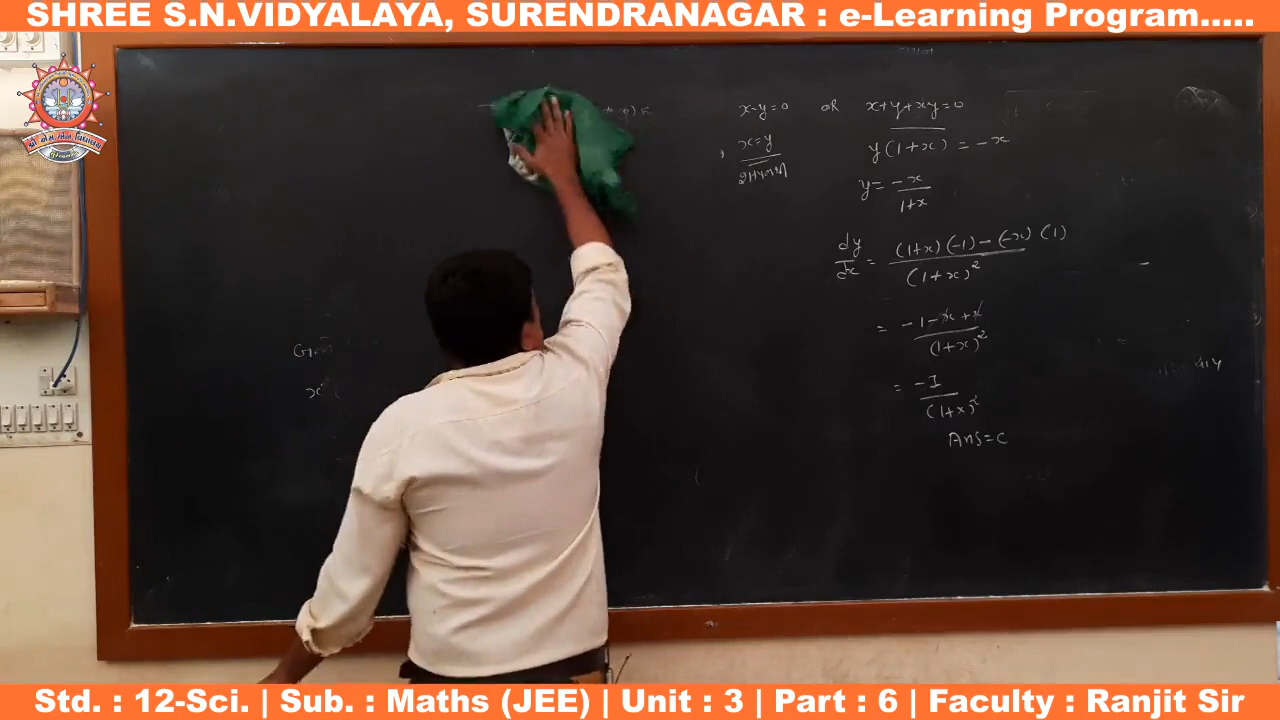 SHREE S.N.VIDYALAYA, SURENDRANAGAR : e-Learning Program.....
x-y=0 OR x+y+xy=0
x=y
y(1+x) = -x
y = -x / 1+x
dy/dx = (1+x)(-1) - (-x)(1) / (1+x)²
= -1-x+x / (1+x)²
= -1 / (1+x)²
Ans=C
Std. : 12-Sci. | Sub. : Maths (JEE) | Unit : 3 | Part : 6 | Faculty : Ranjit Sir